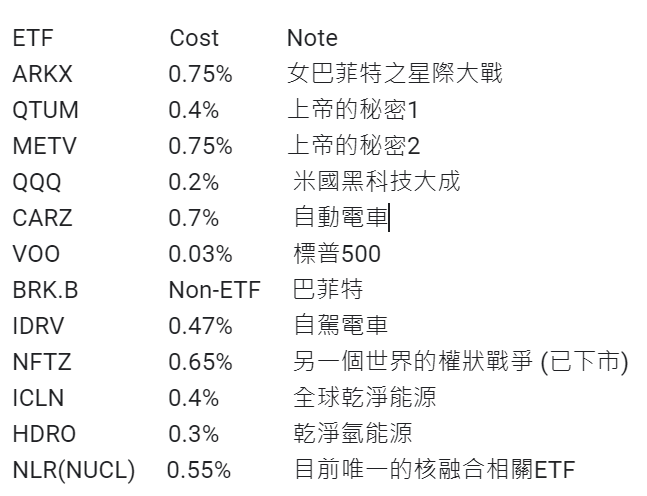 ETF Cost Note
ARKX 0.75% 女巴菲特之星際大戰
QTUM 0.4% 上帝的秘密1
METV 0.75% 上帝的秘密2
QQQ 0.2% 米國黑科技大成
CARZ 0.7% 自動電車
VOO 0.03% 標普500
BRK.B Non-ETF 巴菲特
IDRV 0.47% 自駕電車
NFTZ 0.65% 另一個世界的權狀戰爭 (已下市)
ICLN 0.4% 全球乾淨能源
HDRO 0.3% 乾淨氫能源
NLR(NUCL) 0.55% 目前唯一的核融合相關ETF